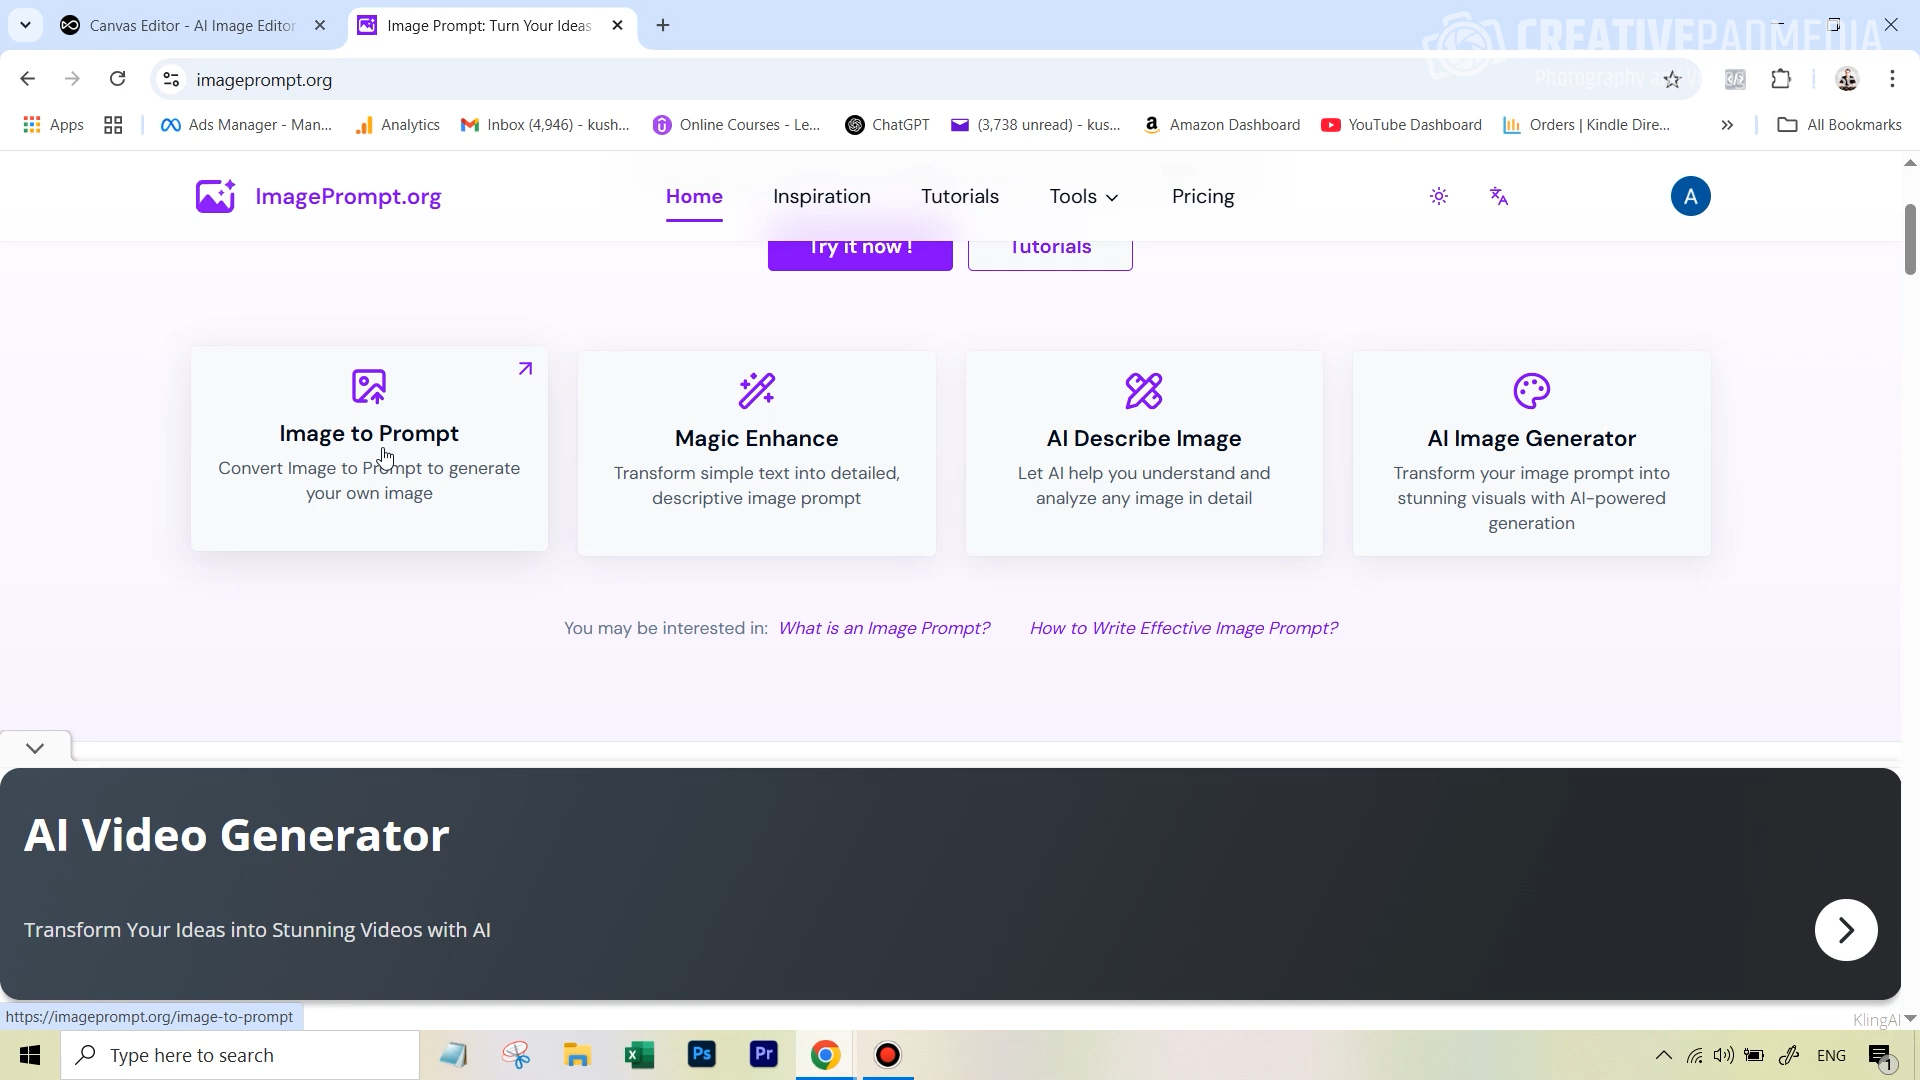 Canvas Editor - AI Image Editor
Image Prompt: Turn Your Ideas
CREATIVEPADMEDIA
imageprompt.org
Photography
Apps
Ads Manager - Man...
Analytics
Inbox (4,946) - kush...
Online Courses - Le...
ChatGPT
(3,738 unread) - kus...
Amazon Dashboard
YouTube Dashboard
Orders | Kindle Dire...
All Bookmarks
ImagePrompt.org
Home
Inspiration
Tutorials
Tools
Pricing
A
Try it now !
Tutorials
Image to Prompt
Convert Image to Prompt to generate
your own image
Magic Enhance
Transform simple text into detailed,
descriptive image prompt
AI Describe Image
Let AI help you understand and
analyze any image in detail
AI Image Generator
Transform your image prompt into
stunning visuals with AI-powered
generation
You may be interested in: What is an Image Prompt? How to Write Effective Image Prompt?
AI Video Generator
Transform Your Ideas into Stunning Videos with AI
https://imageprompt.org/image-to-prompt
KlingAI
Type here to search
Ps
Pr
ENG
1